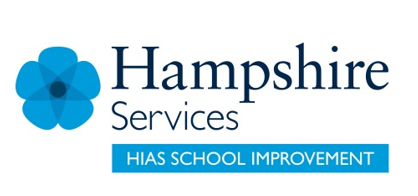 Hampshire
Services
HIAS SCHOOL IMPROVEMENT